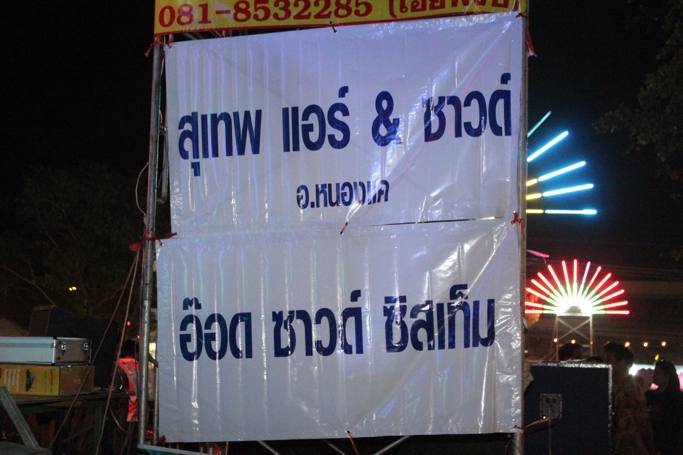 081-8532285
สุเทพ แอร์ & ซาวด์
อ.หนองแค
อ๊อด ซาวด์ ซิสเท็ม